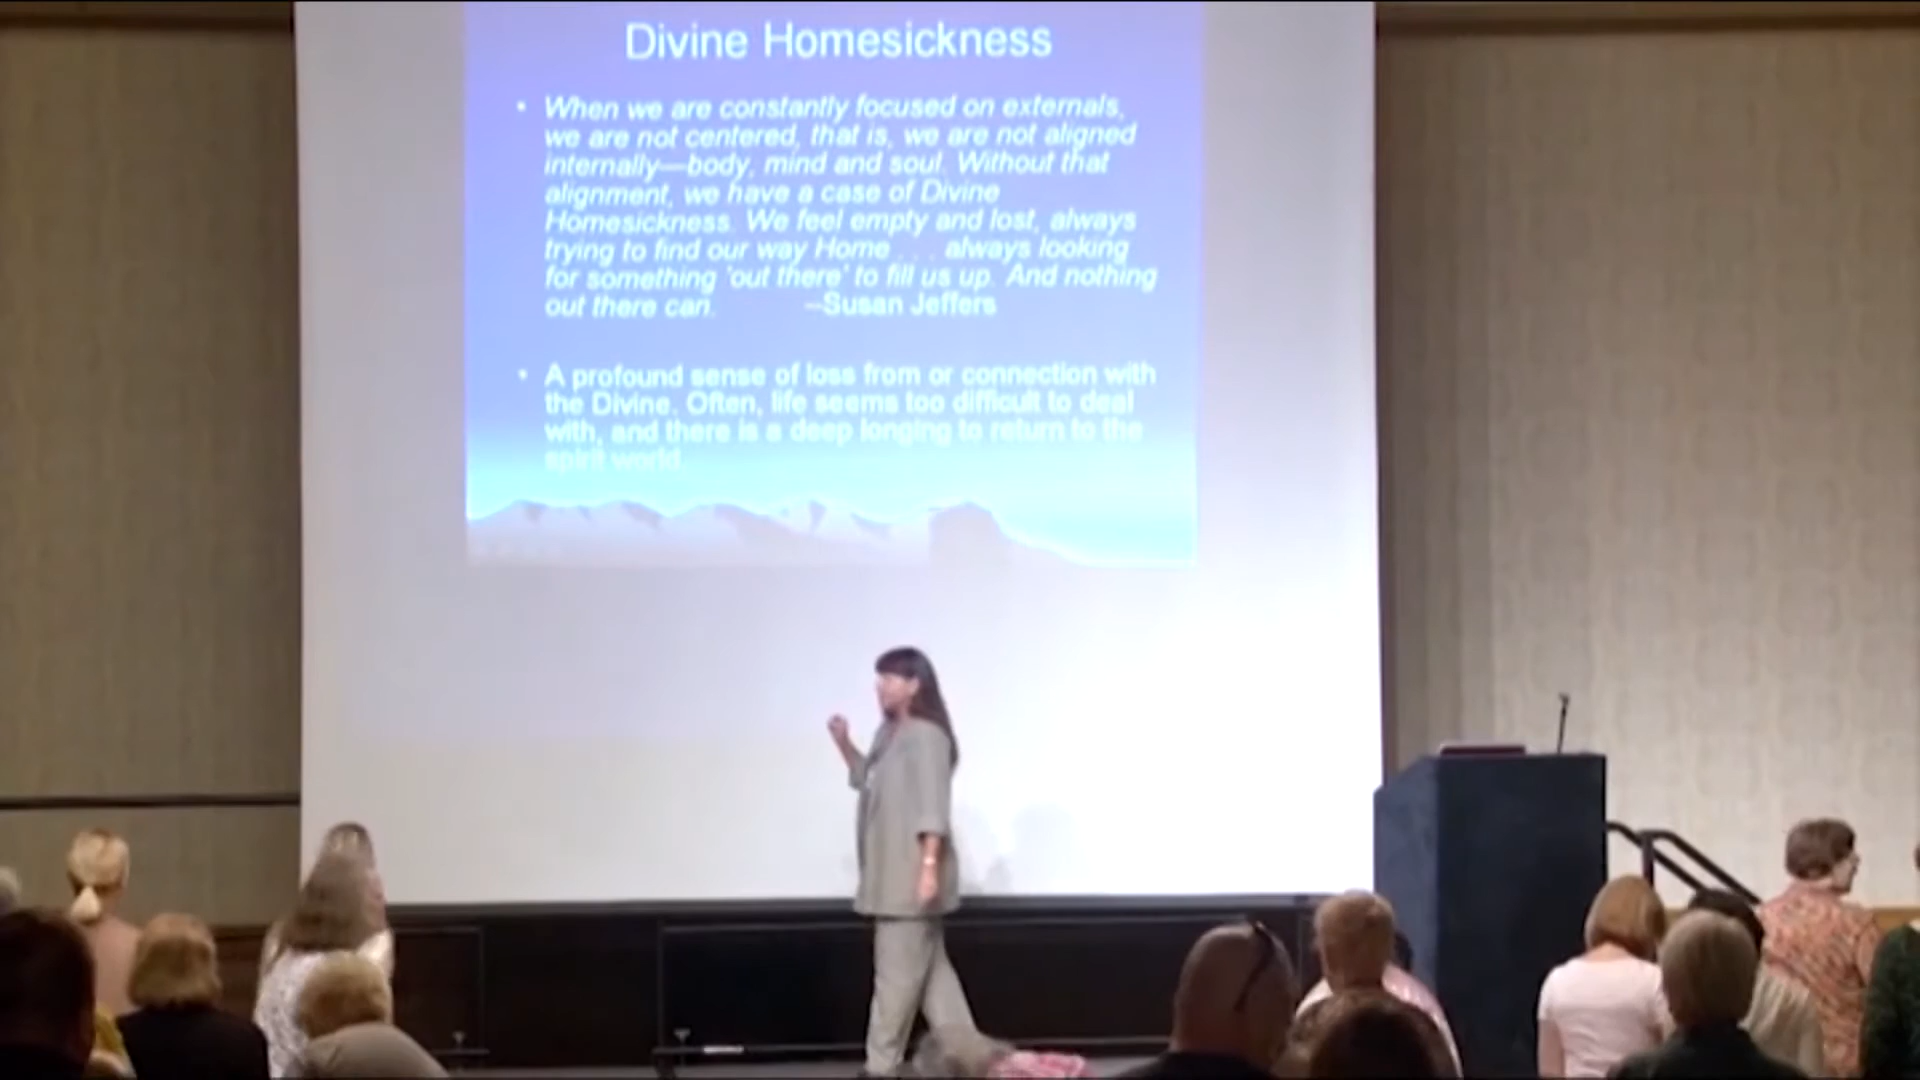 Divine Homesickness
• When we are constantly focused on externals,
we are not centered, that is, we are not aligned
internally—body, mind and soul. Without that
alignment, we have a case of Divine
Homesickness. We feel empty and lost, always
trying to find our way Home . . . always looking
for something 'out there' to fill us up. And nothing
out there can. --Susan Jeffers
• A profound sense of loss from or connection with
the Divine. Often, life seems too difficult to deal
with, and there is a deep longing to return to the
spirit world.